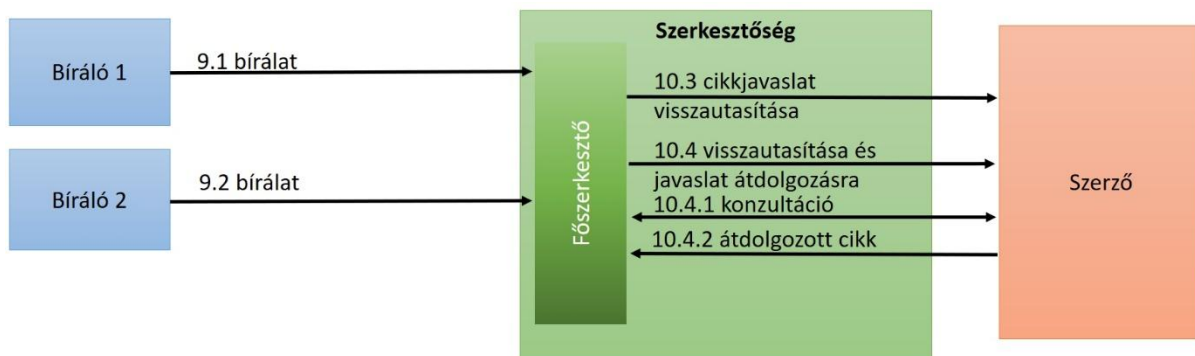 Bíráló 1
9.1 bírálat
Bíráló 2
9.2 bírálat
Szerkesztőség
Főszerkesztő
10.3 cikkjavaslat
visszautasítása
10.4 visszautasítása és
javaslat átdolgozásra
10.4.1 konzultáció
10.4.2 átdolgozott cikk
Szerző